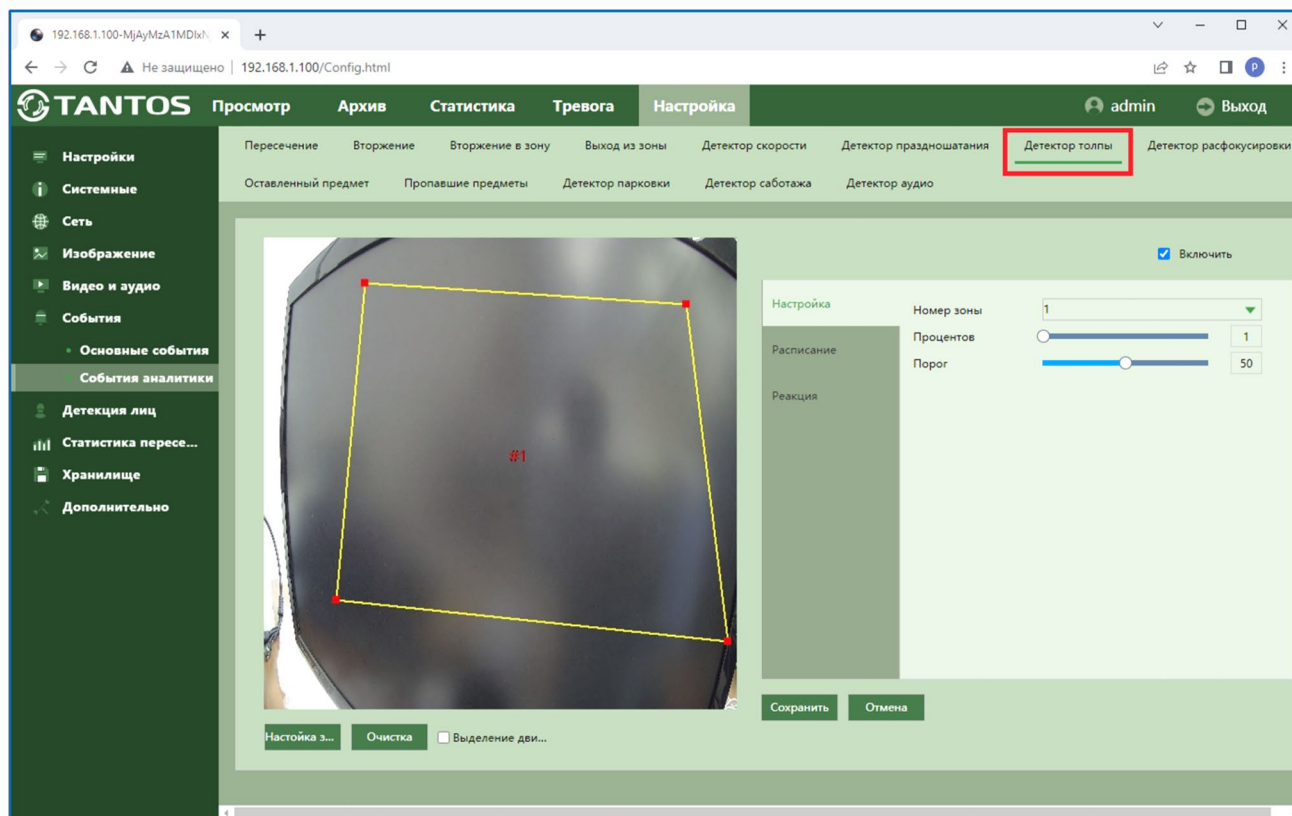 192.168.1.100-MjAyMzA1MDIxN
Не защищено 192.168.1.100/Config.html P
TANTOS Просмотр Архив Статистика Тревога Настройка admin Выход
Пересечение Вторжение Вторжение в зону Выход из зоны Детектор скорости Детектор праздношатания Детектор толпы Детектор расфокусировки
Оставленный предмет Пропавшие предметы Детектор парковки Детектор саботажа Детектор аудио
Настройки
Системные
Сеть
Изображение
Видео и аудио
События
Основные события
События аналитики
Детекция лиц
Статистика пересе...
Хранилище
Дополнительно
#1
Настойка з... Очистка Выделение дви...
Включить
Настройка
Расписание
Реакция
Номер зоны 1
Процентов 1
Порог 50
Сохранить Отмена